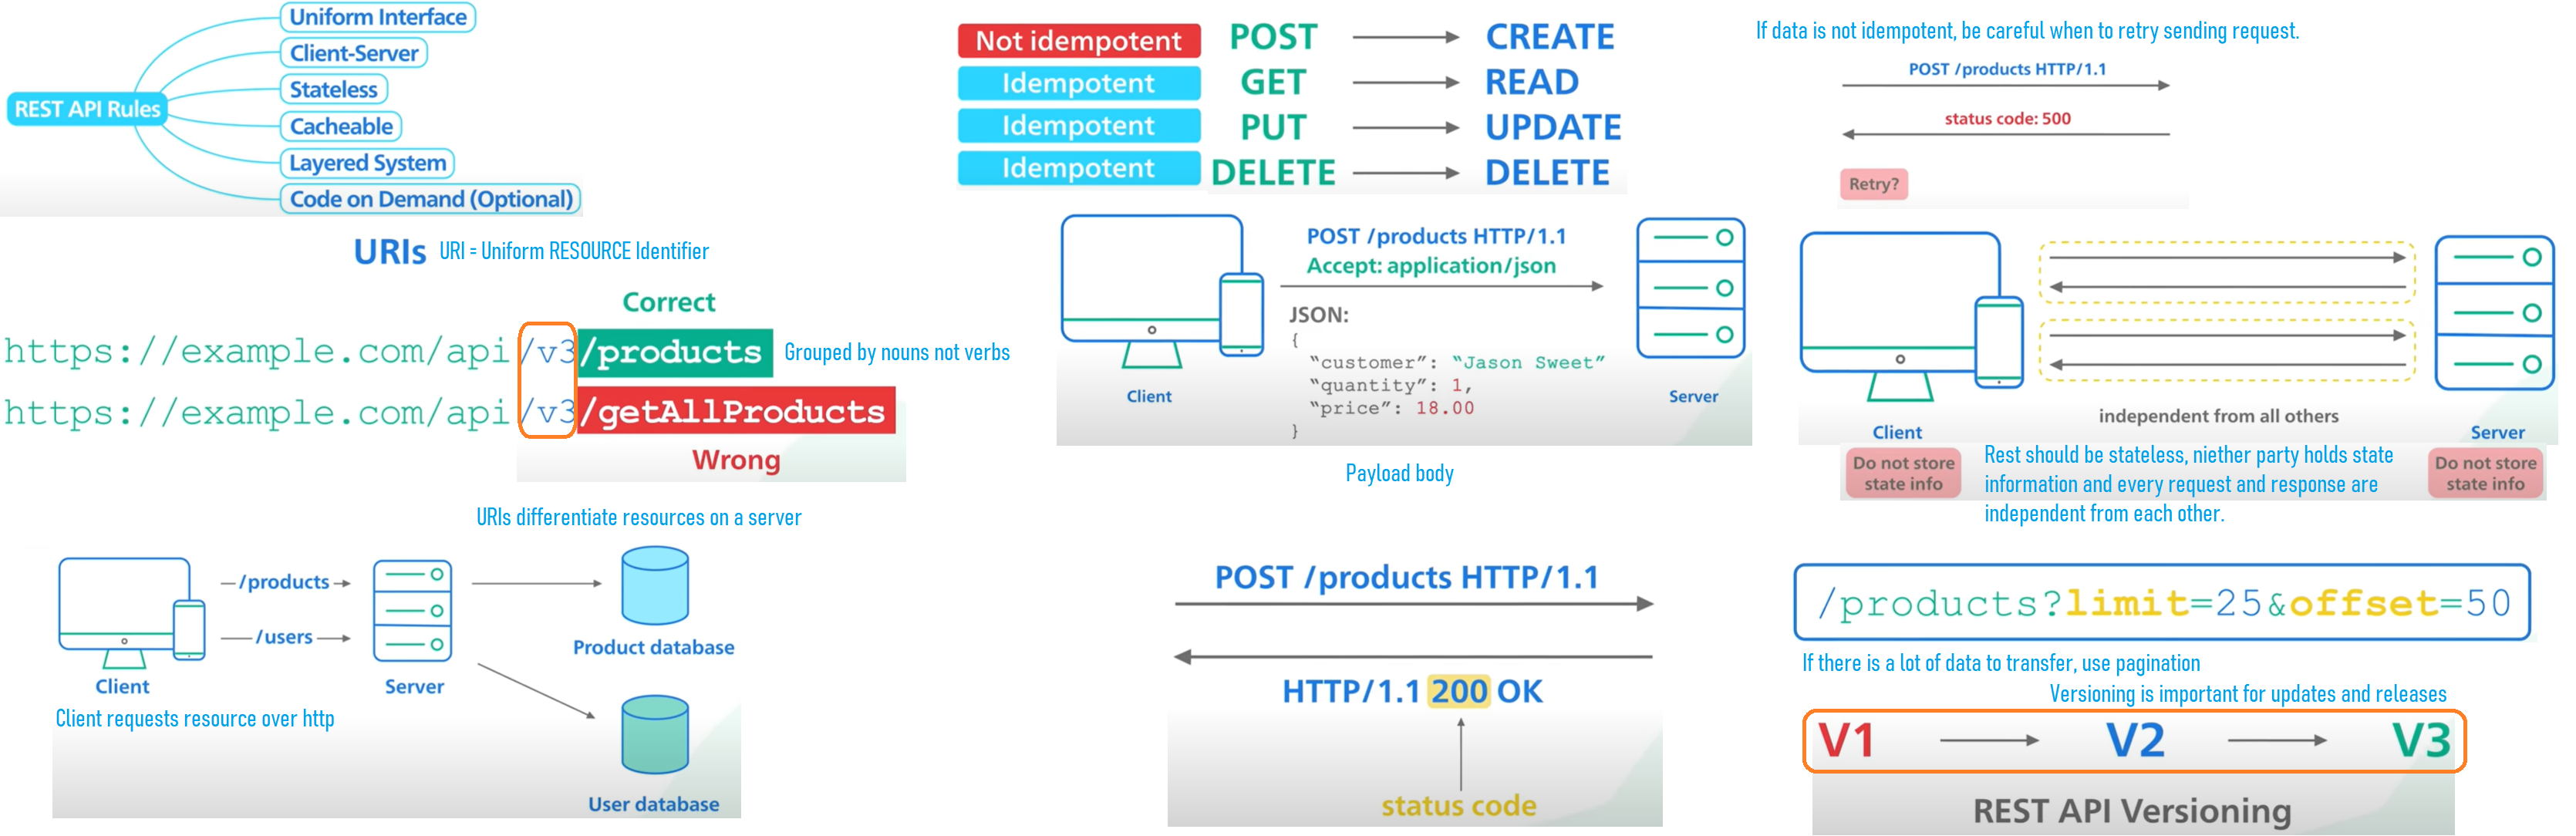 REST API Rules
Uniform Interface
Client-Server
Stateless
Cacheable
Layered System
Code on Demand (Optional)
URIs URI = Uniform RESOURCE Identifier
Correct
https://example.com/api/v3/products Grouped by nouns not verbs
https://example.com/api/v3/getAllProducts
Wrong
URIs differentiate resources on a server
/products
/users
Client
Server
Product database
User database
Client requests resource over http
Not idempotent POST CREATE
Idempotent GET READ
Idempotent PUT UPDATE
Idempotent DELETE DELETE
POST /products HTTP/1.1
Accept: application/json
JSON:
{
“customer”: “Jason Sweet”
“quantity”: 1,
“price”: 18.00
}
Client
Server
Payload body
POST /products HTTP/1.1
HTTP/1.1 200 OK
status code
If data is not idempotent, be careful when to retry sending request.
POST /products HTTP/1.1
status code: 500
Retry?
independent from all others
Client
Server
Do not store
state info
Rest should be stateless, niether party holds state
information and every request and response are
independent from each other.
Do not store
state info
/products?limit=25&offset=50
If there is a lot of data to transfer, use pagination
Versioning is important for updates and releases
V1 V2 V3
REST API Versioning